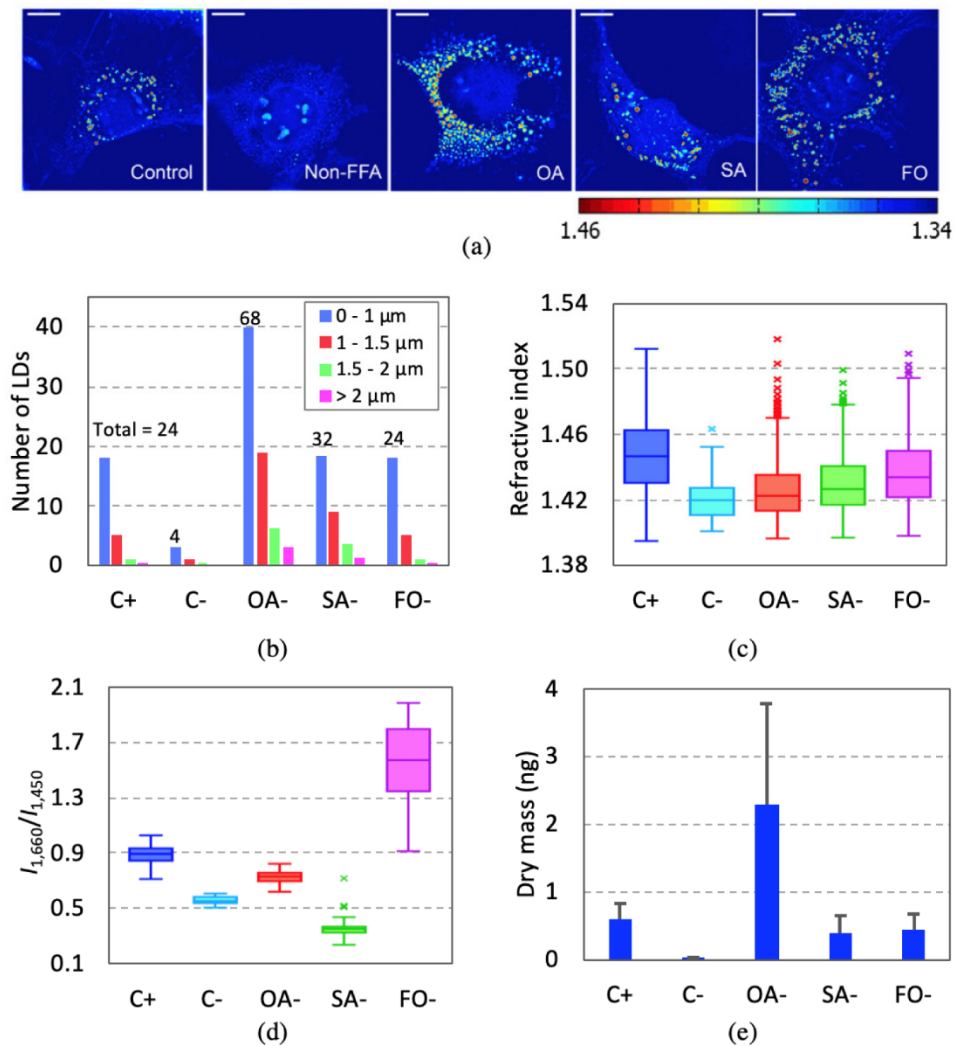 Control
Non-FFA
OA
SA
FO
1.46
1.34
(a)
Number of LDs
40
30
20
10
0
Total = 24
4
68
32
24
0 - 1 µm
1 - 1.5 µm
1.5 - 2 µm
> 2 µm
C+ C- OA- SA- FO-
(b)
Refractive index
1.54
1.50
1.46
1.42
1.38
C+ C- OA- SA- FO-
(c)
I1,660/I1,450
2.1
1.7
1.3
0.9
0.5
0.1
C+ C- OA- SA- FO-
(d)
Dry mass (ng)
4
3
2
1
0
C+ C- OA- SA- FO-
(e)